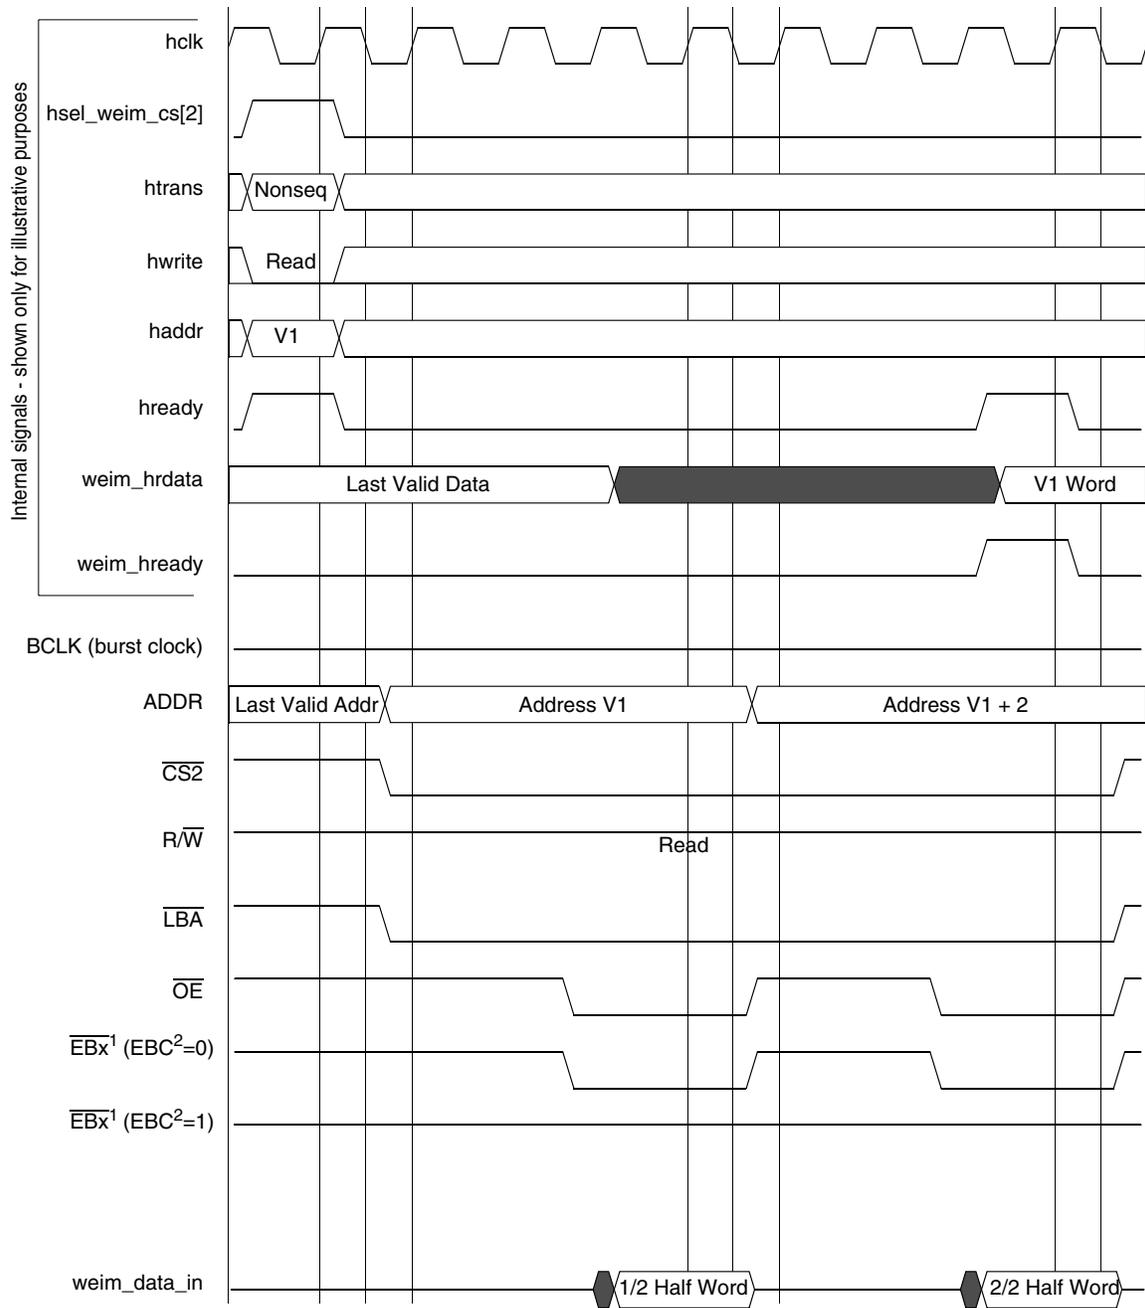 Internal signals - shown only for illustrative purposes
hclk
hsel_weim_cs[2]
htrans
Nonseq
hwrite
Read
haddr
V1
hready
weim_hrdata
Last Valid Data
V1 Word
weim_hready
BCLK (burst clock)
ADDR
Last Valid Addr
Address V1
Address V1 + 2
CS2
R/W
Read
LBA
OE
EBx¹ (EBC²=0)
EBx¹ (EBC²=1)
weim_data_in
1/2 Half Word
2/2 Half Word